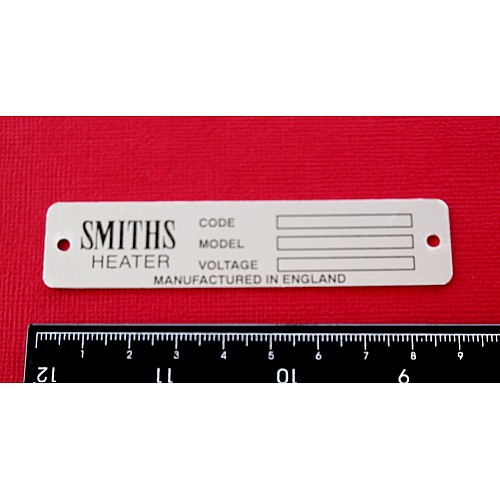 SMITHS
HEATER
CODE
MODEL
VOLTAGE
MANUFACTURED IN ENGLAND
1 2 3 4 5 6 7 8 9
12 11 10 9